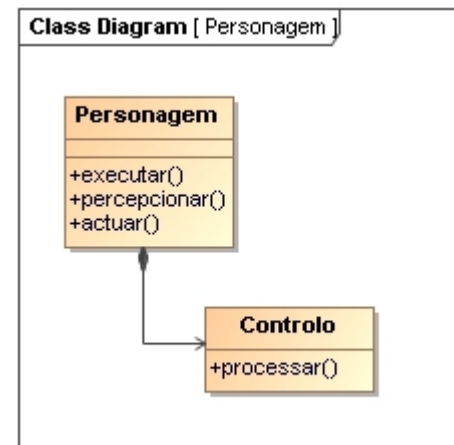 Class Diagram [ Personagem ]
Personagem
+executar()
+percepcionar()
+actuar()
Controlo
+processar()